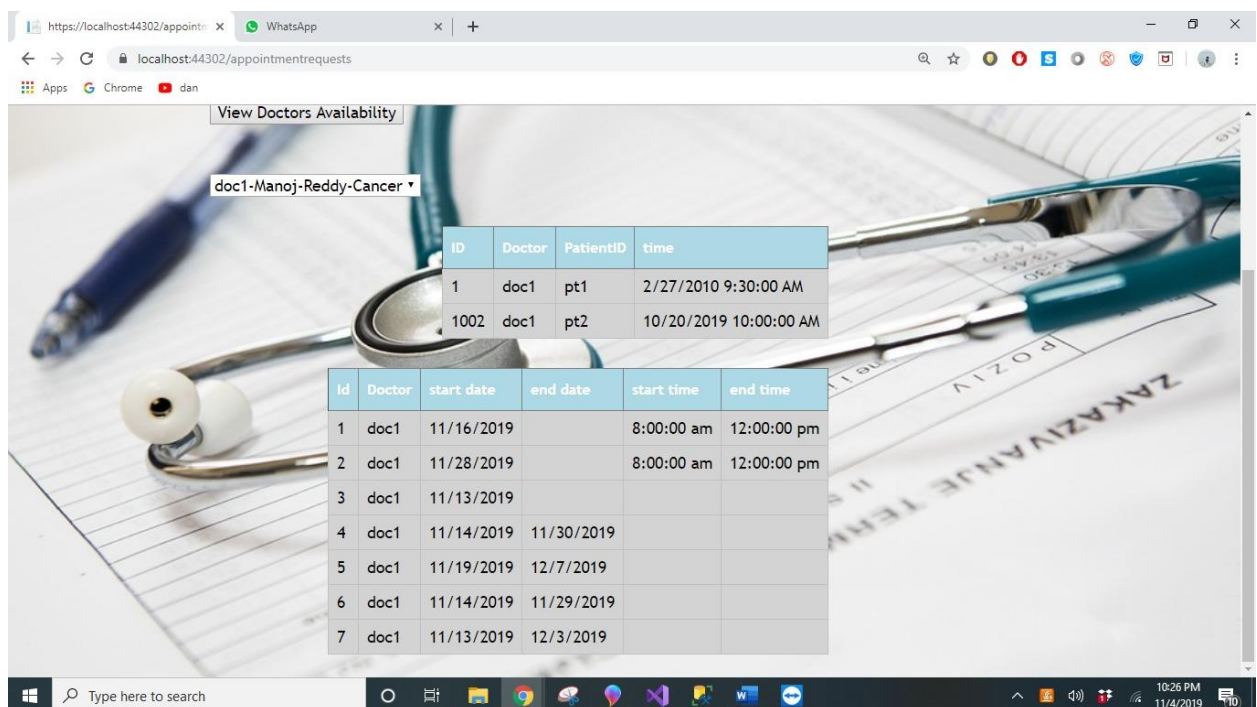 https://localhost:44302/appointm
WhatsApp
localhost:44302/appointmentrequests
Apps Chrome dan
View Doctors Availability
doc1-Manoj-Reddy-Cancer
ID Doctor PatientID time
1 doc1 pt1 2/27/2010 9:30:00 AM
1002 doc1 pt2 10/20/2019 10:00:00 AM
Id Doctor start date end date start time end time
1 doc1 11/16/2019 8:00:00 am 12:00:00 pm
2 doc1 11/28/2019 8:00:00 am 12:00:00 pm
3 doc1 11/13/2019
4 doc1 11/14/2019 11/30/2019
5 doc1 11/19/2019 12/7/2019
6 doc1 11/14/2019 11/29/2019
7 doc1 11/13/2019 12/3/2019
POZIV
ZAKAZIVANJE TERM
Type here to search
10:26 PM
11/4/2019